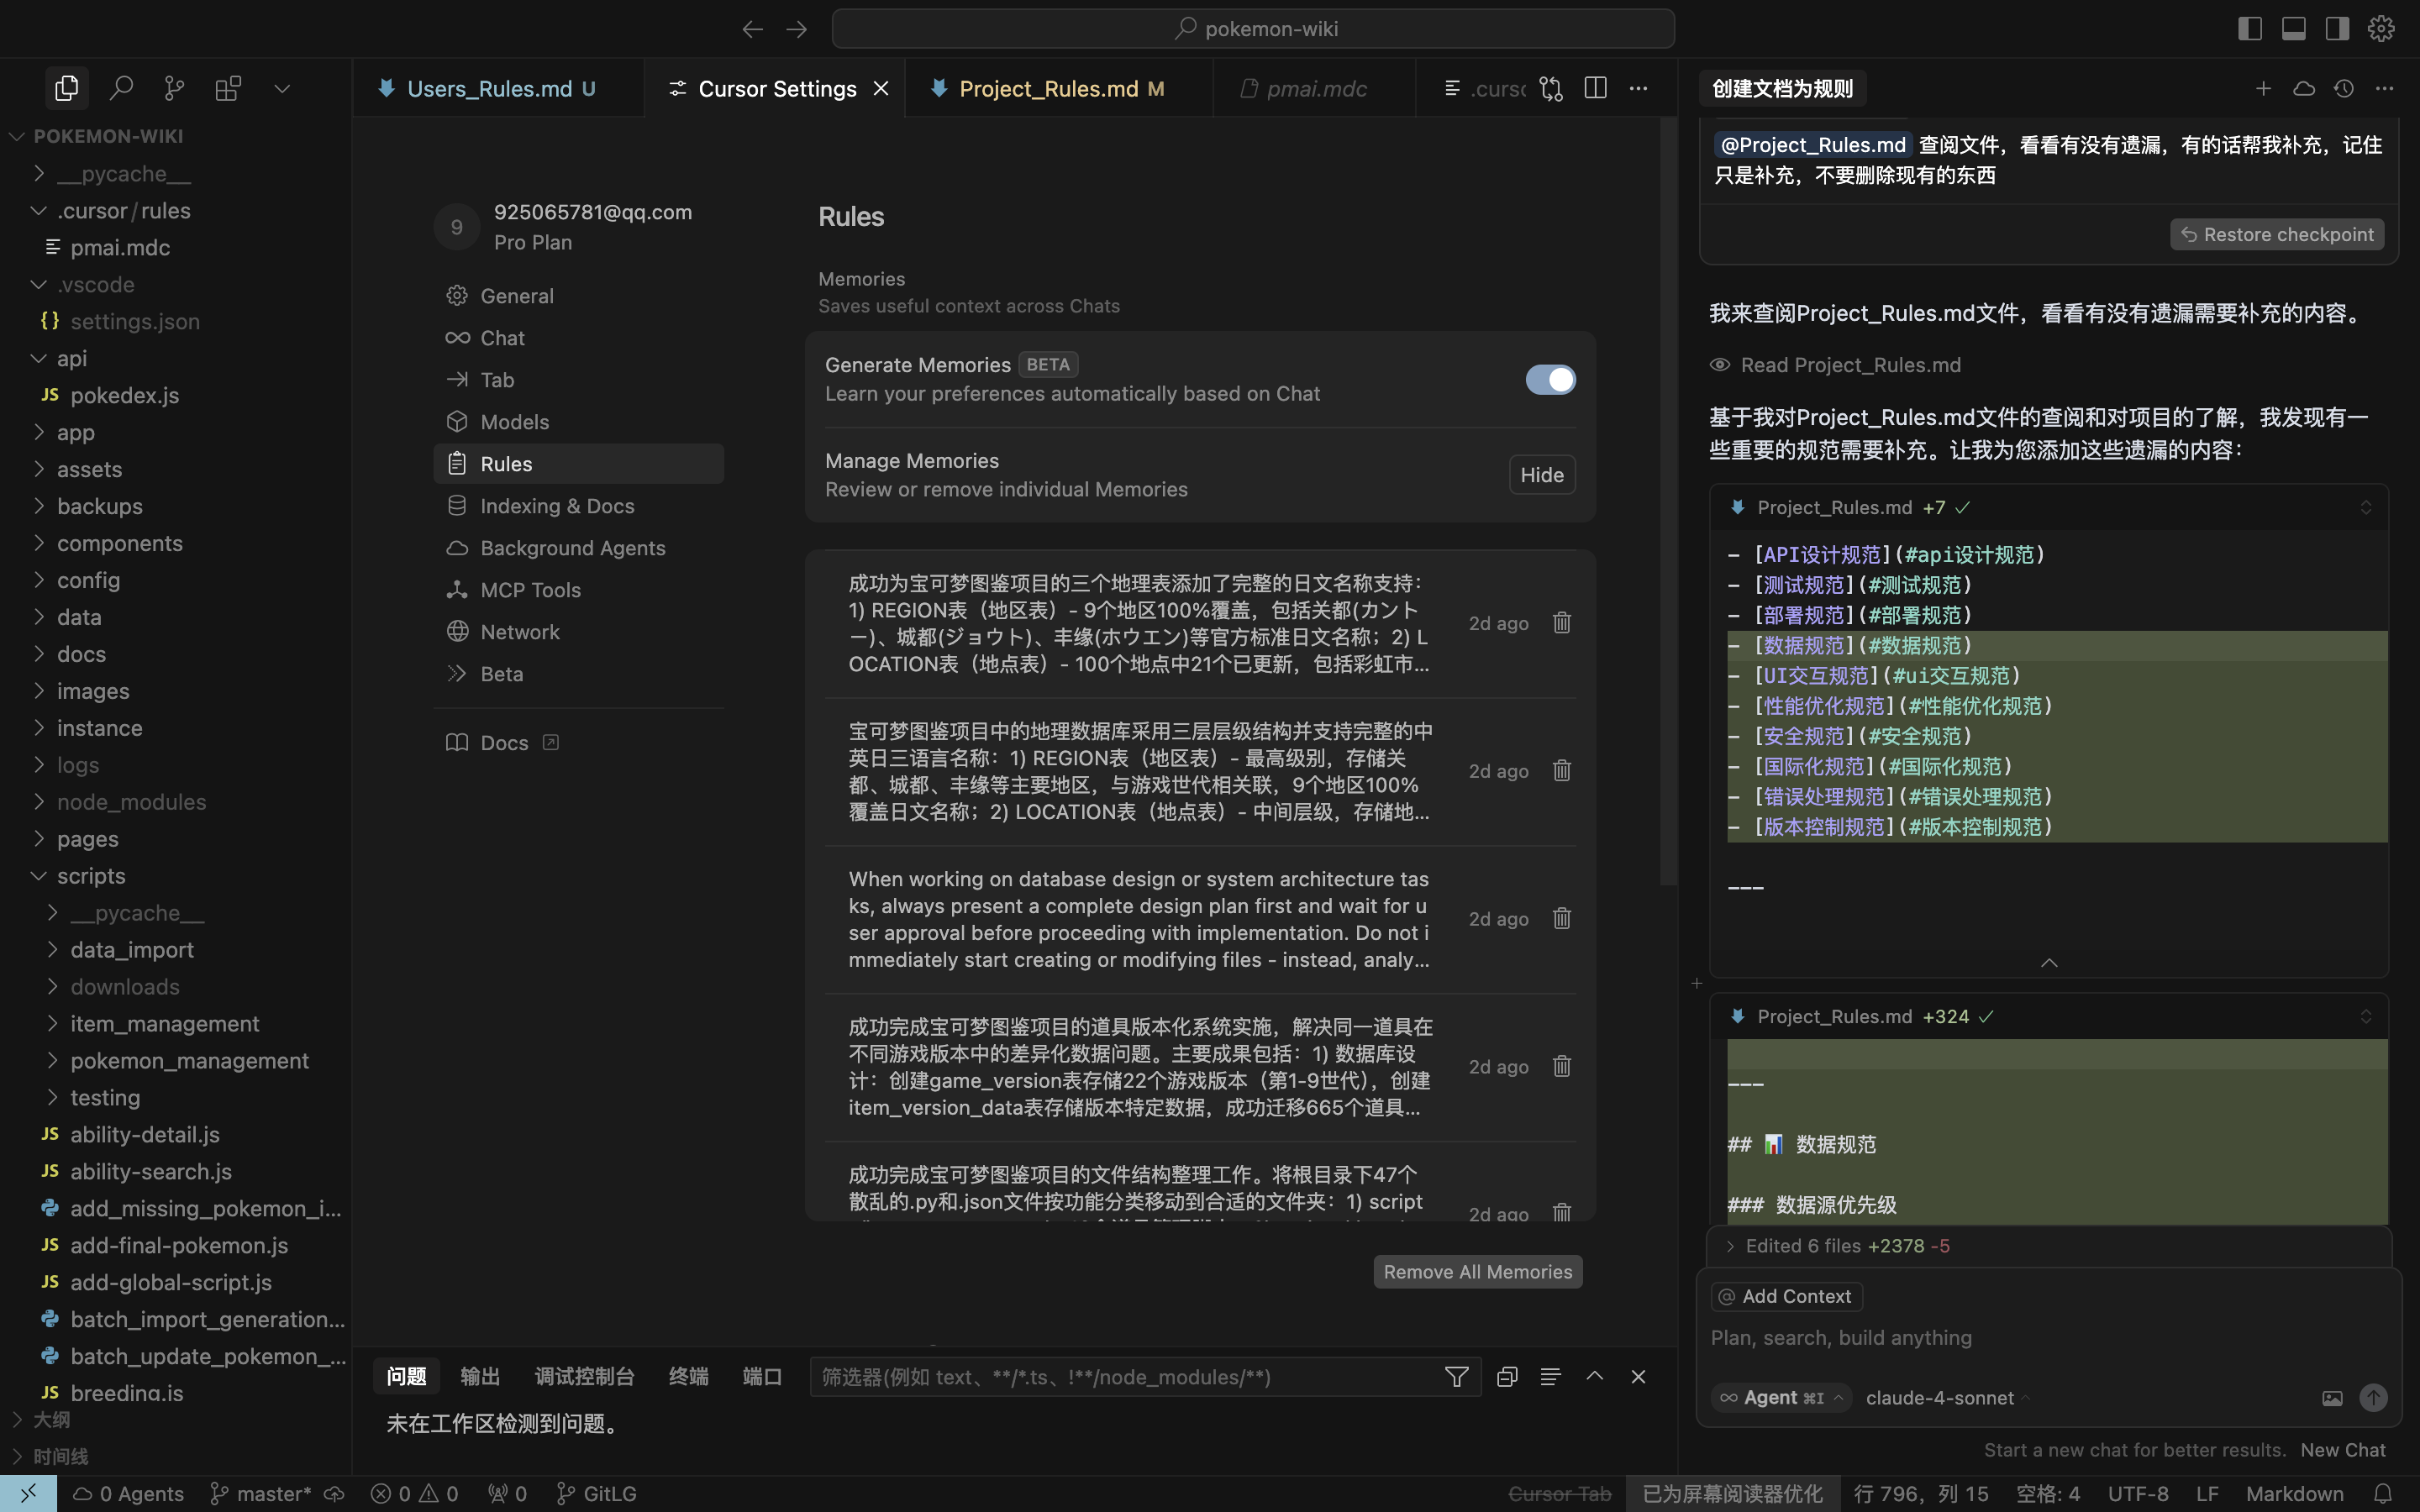 pokemon-wiki
POKEMON-WIKI
__pycache__
.cursor/rules
pmai.mdc
.vscode
{} settings.json
api
JS pokedex.js
app
assets
backups
components
config
data
docs
images
instance
logs
node_modules
pages
scripts
__pycache__
data_import
downloads
item_management
pokemon_management
testing
JS ability-detail.js
JS ability-search.js
add_missing_pokemon_i...
JS add-final-pokemon.js
JS add-global-script.js
batch_import_generation...
batch_update_pokemon_...
JS breeding.js
大纲
时间线
Users_Rules.md U
Cursor Settings
Project_Rules.md M
pmai.mdc
.curso
9
925065781@qq.com
Pro Plan
General
Chat
Tab
Models
Rules
Indexing & Docs
Background Agents
MCP Tools
Network
Beta
Docs
Rules
Memories
Saves useful context across Chats
Generate Memories BETA
Learn your preferences automatically based on Chat
Manage Memories
Review or remove individual Memories
Hide
成功为宝可梦图鉴项目的三个地理表添加了完整的日文名称支持：
1) REGION表（地区表）- 9个地区100%覆盖，包括关都(カント
ー)、城都(ジョウト)、丰缘(ホウエン)等官方标准日文名称；2) L
OCATION表（地点表）- 100个地点中21个已更新，包括彩虹市...
2d ago
宝可梦图鉴项目中的地理数据库采用三层层级结构并支持完整的中
英日三语言名称：1) REGION表（地区表）- 最高级别，存储关
都、城都、丰缘等主要地区，与游戏世代相关联，9个地区100%
覆盖日文名称；2) LOCATION表（地点表）- 中间层级，存储地...
2d ago
When working on database design or system architecture tas
ks, always present a complete design plan first and wait for u
ser approval before proceeding with implementation. Do not i
mmediately start creating or modifying files - instead, analy...
2d ago
成功完成宝可梦图鉴项目的道具版本化系统实施，解决同一道具在
不同游戏版本中的差异化数据问题。主要成果包括：1) 数据库设
计：创建game_version表存储22个游戏版本（第1-9世代），创建
item_version_data表存储版本特定数据，成功迁移665个道具...
2d ago
成功完成宝可梦图鉴项目的文件结构整理工作。将根目录下47个
散乱的.py和.json文件按功能分类移动到合适的文件夹：1) script
2d ago
Remove All Memories
问题
输出
调试控制台
终端
端口
筛选器(例如 text、**/*.ts、!**/node_modules/**)
未在工作区检测到问题。
创建文档为规则
@Project_Rules.md 查阅文件，看看有没有遗漏，有的话帮我补充，记住
只是补充，不要删除现有的东西
Restore checkpoint
我来查阅Project_Rules.md文件，看看有没有遗漏需要补充的内容。
Read Project_Rules.md
基于我对Project_Rules.md文件的查阅和对项目的了解，我发现有一
些重要的规范需要补充。让我为您添加这些遗漏的内容：
Project_Rules.md +7
- [API设计规范](#api设计规范)
- [测试规范](#测试规范)
- [部署规范](#部署规范)
- [数据规范](#数据规范)
- [UI交互规范](#ui交互规范)
- [性能优化规范](#性能优化规范)
- [安全规范](#安全规范)
- [国际化规范](#国际化规范)
- [错误处理规范](#错误处理规范)
- [版本控制规范](#版本控制规范)
---
Project_Rules.md +324
---
## 📊 数据规范
### 数据源优先级
Edited 6 files +2378 -5
@ Add Context
Plan, search, build anything
Agent ⌘I
claude-4-sonnet
Start a new chat for better results. New Chat
0 Agents
master*
0
0
0
GitLG
Cursor Tab
已为屏幕阅读器优化
行 796，列 15
空格: 4
UTF-8
LF
Markdown